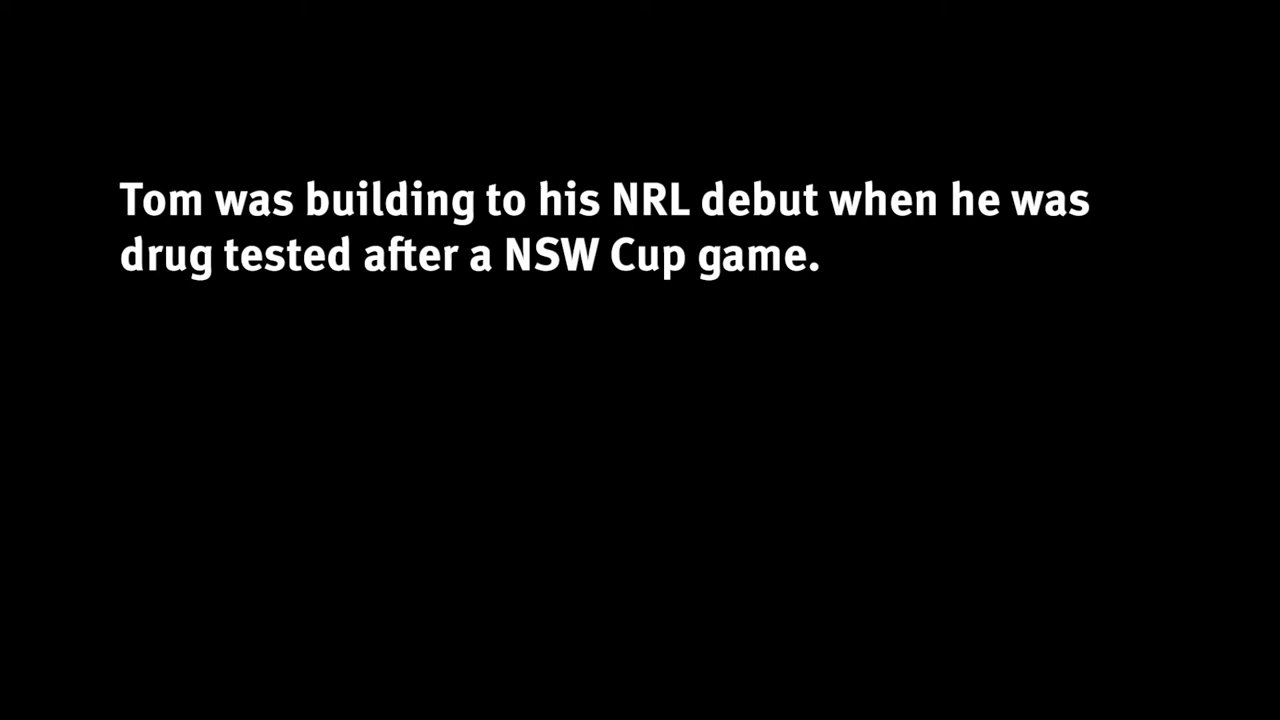 Tom was building to his NRL debut when he was
drug tested after a NSW Cup game.